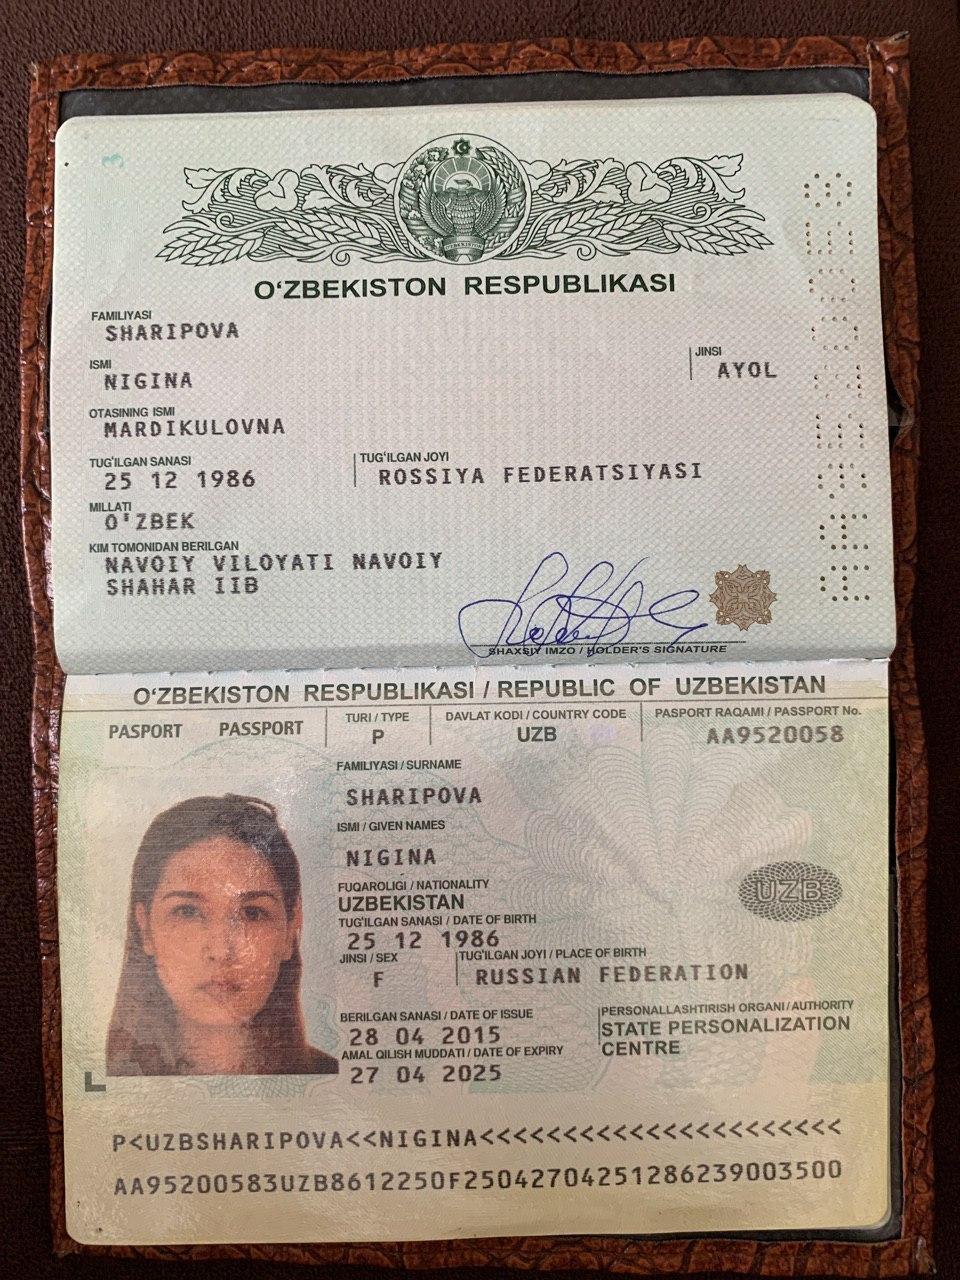 O'ZBEKISTON RESPUBLIKASI
FAMILIYASI
SHARIPOVA
ISMI
NIGINA
JINSI
AYOL
OTASINING ISMI
MARDIKULOVNA
TUG'ILGAN SANASI
25 12 1986
TUG'ILGAN JOYI
ROSSIYA FEDERATSIYASI
MILLATI
O'ZBEK
KIM TOMONIDAN BERILGAN
NAVOIY VILOYATI NAVOIY
SHAHAR IIB
SHAXSIY IMZO / HOLDER'S SIGNATURE
O'ZBEKISTON RESPUBLIKASI / REPUBLIC OF UZBEKISTAN
PASPORT PASSPORT
TURI / TYPE
P
DAVLAT KODI / COUNTRY CODE
UZB
PASPORT RAQAMI / PASSPORT No.
AA9520058
FAMILIYASI / SURNAME
SHARIPOVA
ISMI / GIVEN NAMES
NIGINA
FUQAROLIGI / NATIONALITY
UZBEKISTAN
UZB
TUG'ILGAN SANASI / DATE OF BIRTH
25 12 1986
JINSI / SEX
F
TUG'ILGAN JOYI / PLACE OF BIRTH
RUSSIAN FEDERATION
BERILGAN SANASI / DATE OF ISSUE
28 04 2015
PERSONALLASHTIRISH ORGANI / AUTHORITY
STATE PERSONALIZATION
CENTRE
AMAL QILISH MUDDATI / DATE OF EXPIRY
27 04 2025
P<UZBSHARIPOVA<<NIGINA<<<<<<<<<<<<<<<<<<<<<<
AA95200583UZB8612250F25042704251286239003500